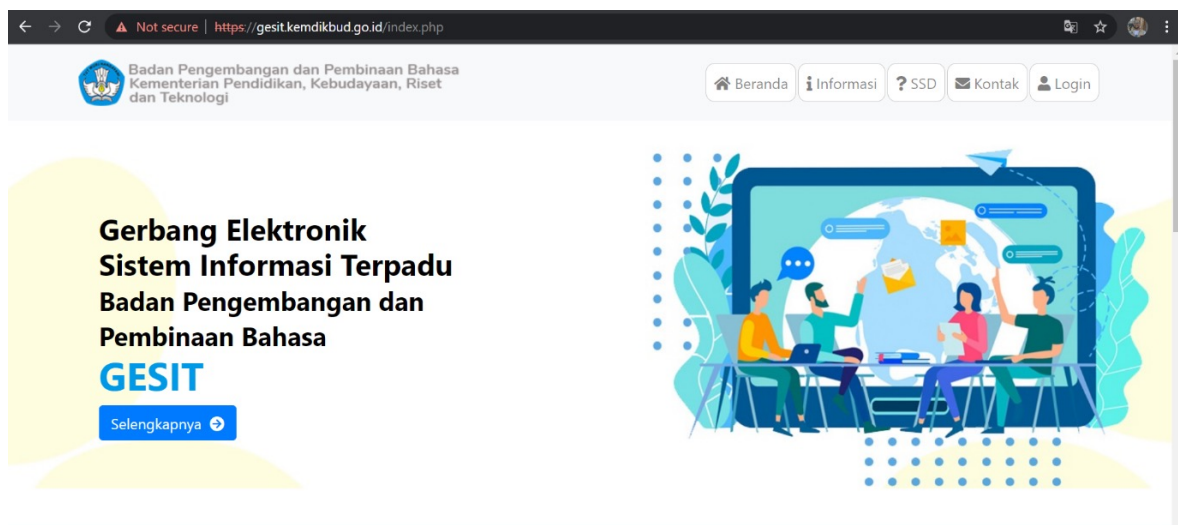 Not secure | https://gesit.kemdikbud.go.id/index.php
Badan Pengembangan dan Pembinaan Bahasa
Kementerian Pendidikan, Kebudayaan, Riset
dan Teknologi
Beranda
Informasi
SSD
Kontak
Login
Gerbang Elektronik
Sistem Informasi Terpadu
Badan Pengembangan dan
Pembinaan Bahasa
GESIT
Selengkapnya